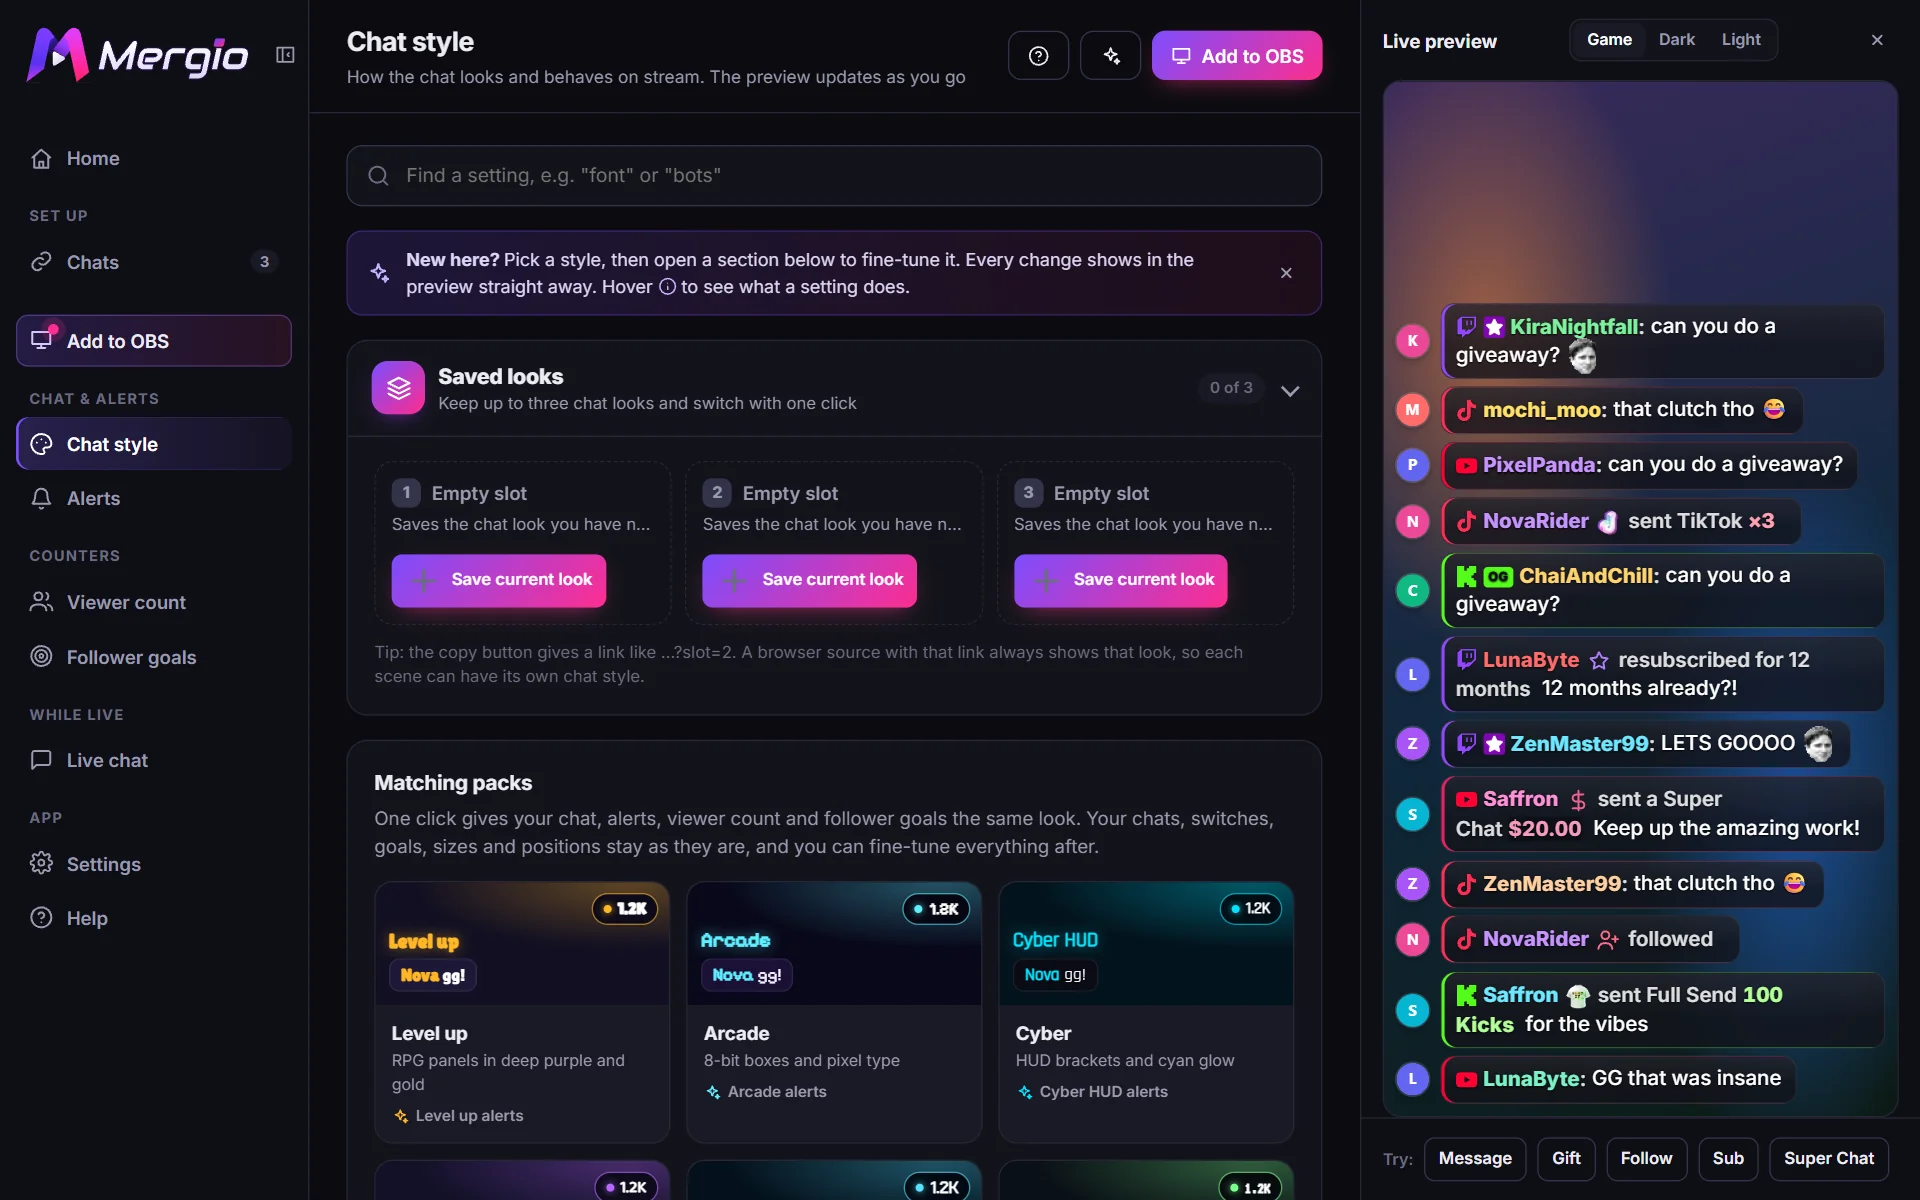 Mergio
Home
SET UP
Chats
3
Add to OBS
CHAT & ALERTS
Chat style
Alerts
COUNTERS
Viewer count
Follower goals
WHILE LIVE
Live chat
APP
Settings
Help
Chat style
How the chat looks and behaves on stream. The preview updates as you go
Add to OBS
Find a setting, e.g. "font" or "bots"
New here? Pick a style, then open a section below to fine-tune it. Every change shows in the
preview straight away. Hover to see what a setting does.
Saved looks
Keep up to three chat looks and switch with one click
0 of 3
1 Empty slot
Saves the chat look you have n...
Save current look
2 Empty slot
Saves the chat look you have n...
Save current look
3 Empty slot
Saves the chat look you have n...
Save current look
Tip: the copy button gives a link like ...?slot=2. A browser source with that link always shows that look, so each
scene can have its own chat style.
Matching packs
One click gives your chat, alerts, viewer count and follower goals the same look. Your chats, switches,
goals, sizes and positions stay as they are, and you can fine-tune everything after.
1.2K
Level up
Nova gg!
Level up
RPG panels in deep purple and
gold
Level up alerts
1.8K
Arcade
Nova gg!
Arcade
8-bit boxes and pixel type
Arcade alerts
1.2K
Cyber HUD
Nova gg!
Cyber
HUD brackets and cyan glow
Cyber HUD alerts
1.2K
1.2K
1.2K
Live preview
Game
Dark
Light
K
KiraNightfall: can you do a
giveaway?
M
mochi_moo: that clutch tho
P
PixelPanda: can you do a giveaway?
N
NovaRider sent TikTok ×3
C
OG ChaiAndChill: can you do a
giveaway?
L
LunaByte resubscribed for 12
months 12 months already?!
Z
ZenMaster99: LETS GOOOO
S
Saffron sent a Super
Chat $20.00 Keep up the amazing work!
Z
ZenMaster99: that clutch tho
N
NovaRider followed
S
Saffron sent Full Send 100
Kicks for the vibes
L
LunaByte: GG that was insane
Try:
Message
Gift
Follow
Sub
Super Chat